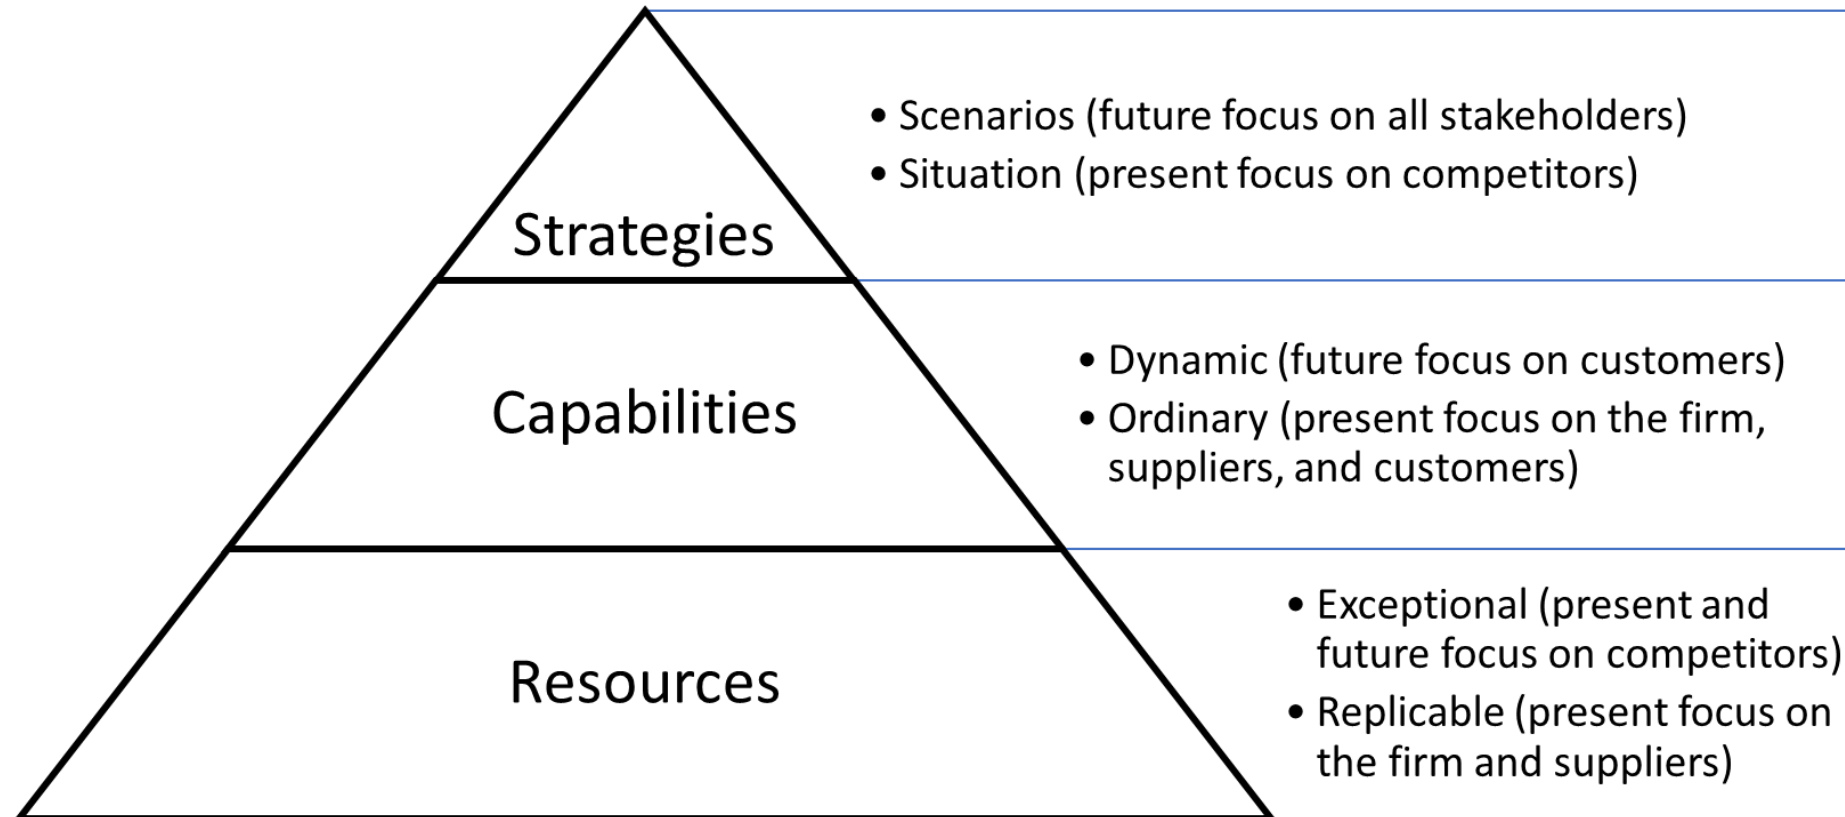 • Scenarios (future focus on all stakeholders)
• Situation (present focus on competitors)
Strategies
• Dynamic (future focus on customers)
Capabilities
• Ordinary (present focus on the firm,
suppliers, and customers)
• Exceptional (present and
future focus on competitors)
Resources
• Replicable (present focus on
the firm and suppliers)